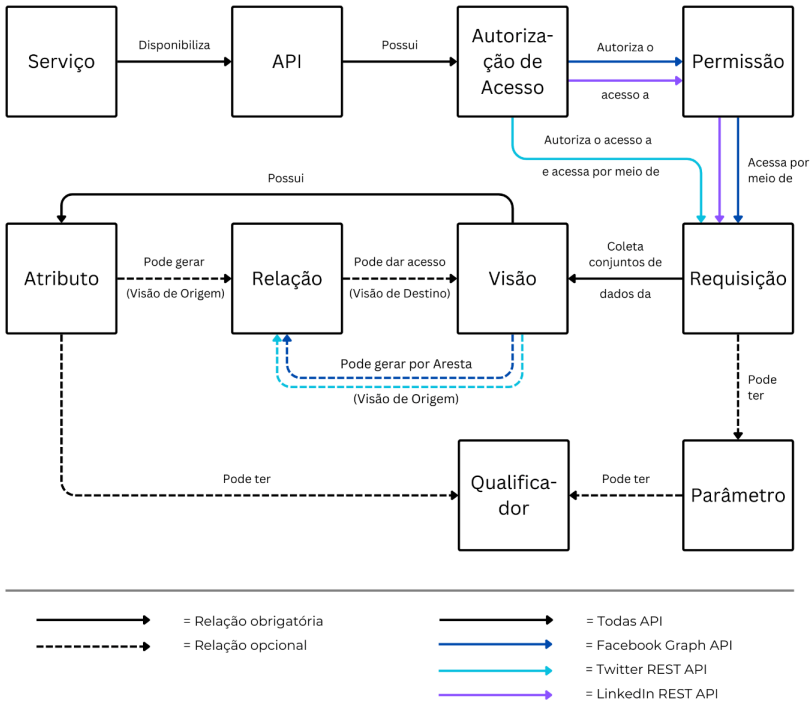 Serviço
Disponibiliza
API
Possui
Autoriza-
ção de
Acesso
Autoriza o
acesso a
Permissão
Autoriza o acesso a
e acessa por meio de
Acessa por
meio de
Possui
Atributo
Pode gerar
(Visão de Origem)
Relação
Pode dar acesso
(Visão de Destino)
Visão
Coleta
conjuntos de
dados da
Requisição
Pode gerar por Aresta
(Visão de Origem)
Pode
ter
Pode ter
Qualifica-
dor
Pode ter
Parâmetro
= Relação obrigatória
= Relação opcional
= Todas API
= Facebook Graph API
= Twitter REST API
= LinkedIn REST API